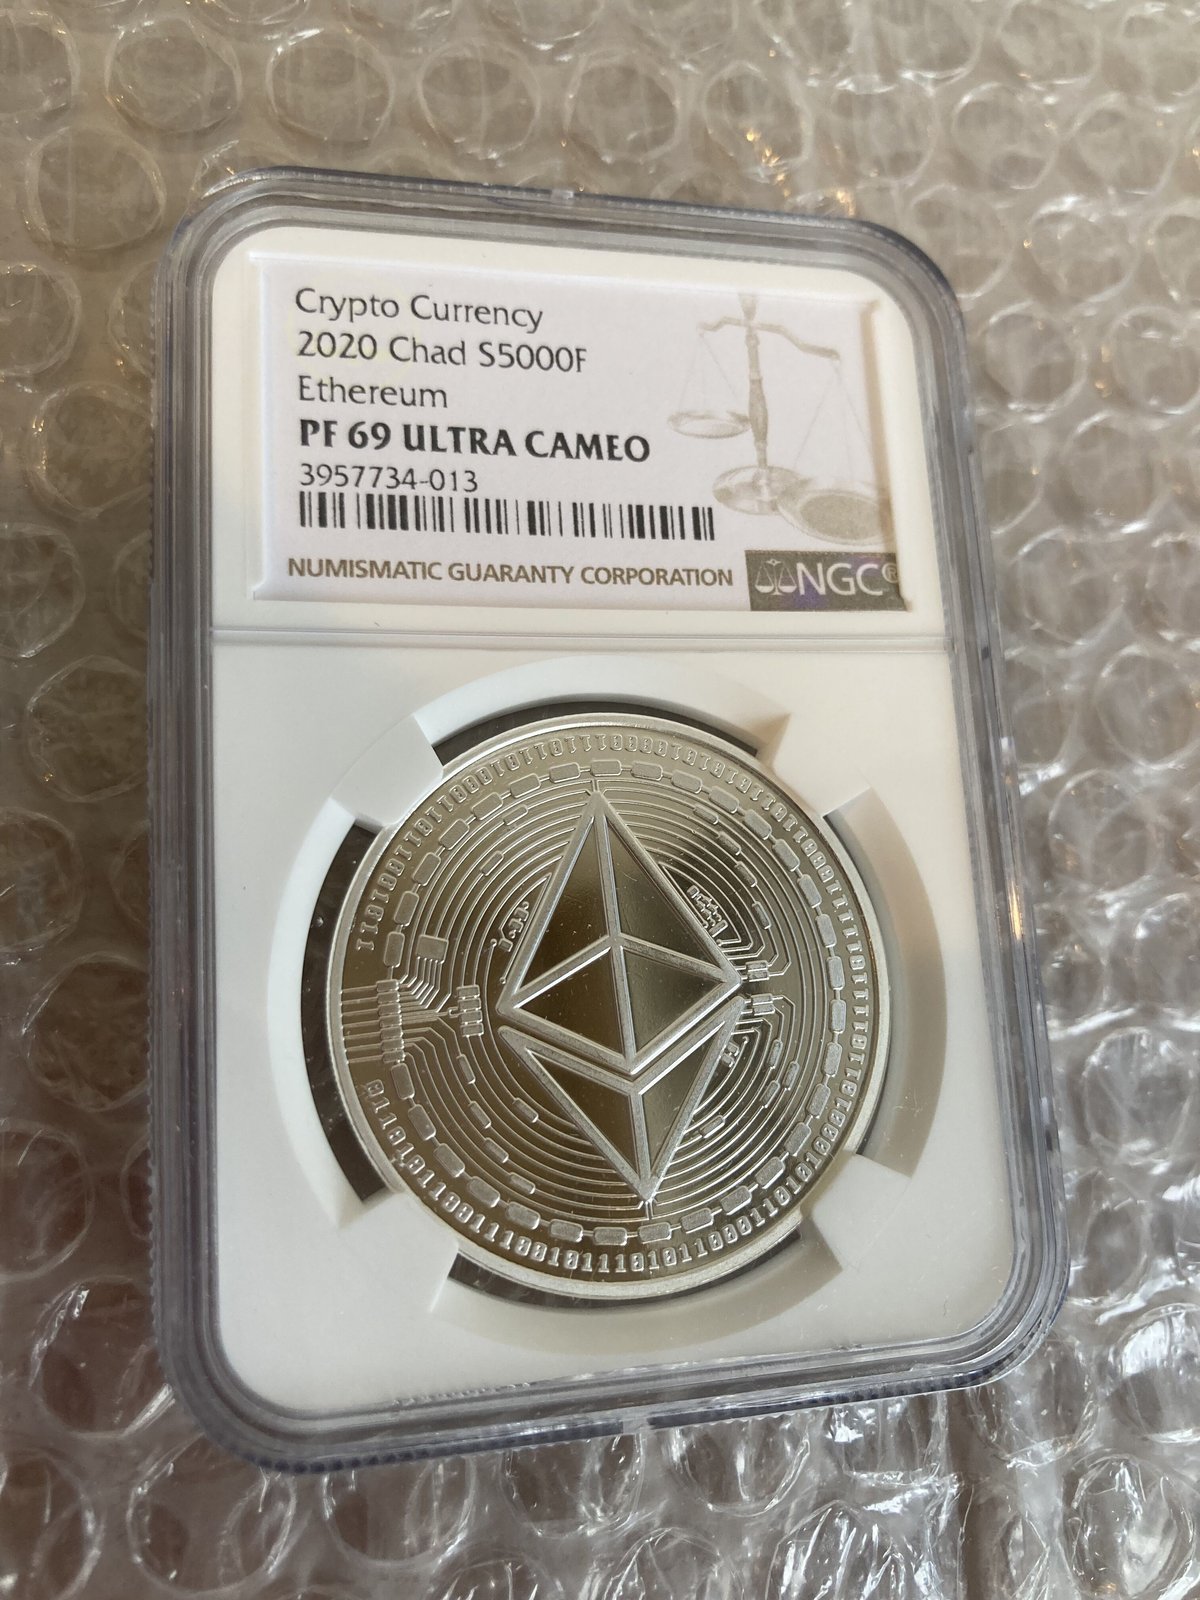 Crypto Currency
2020 Chad S5000F
Ethereum
PF 69 ULTRA CAMEO
3957734-013
NUMISMATIC GUARANTY CORPORATION
NGC®